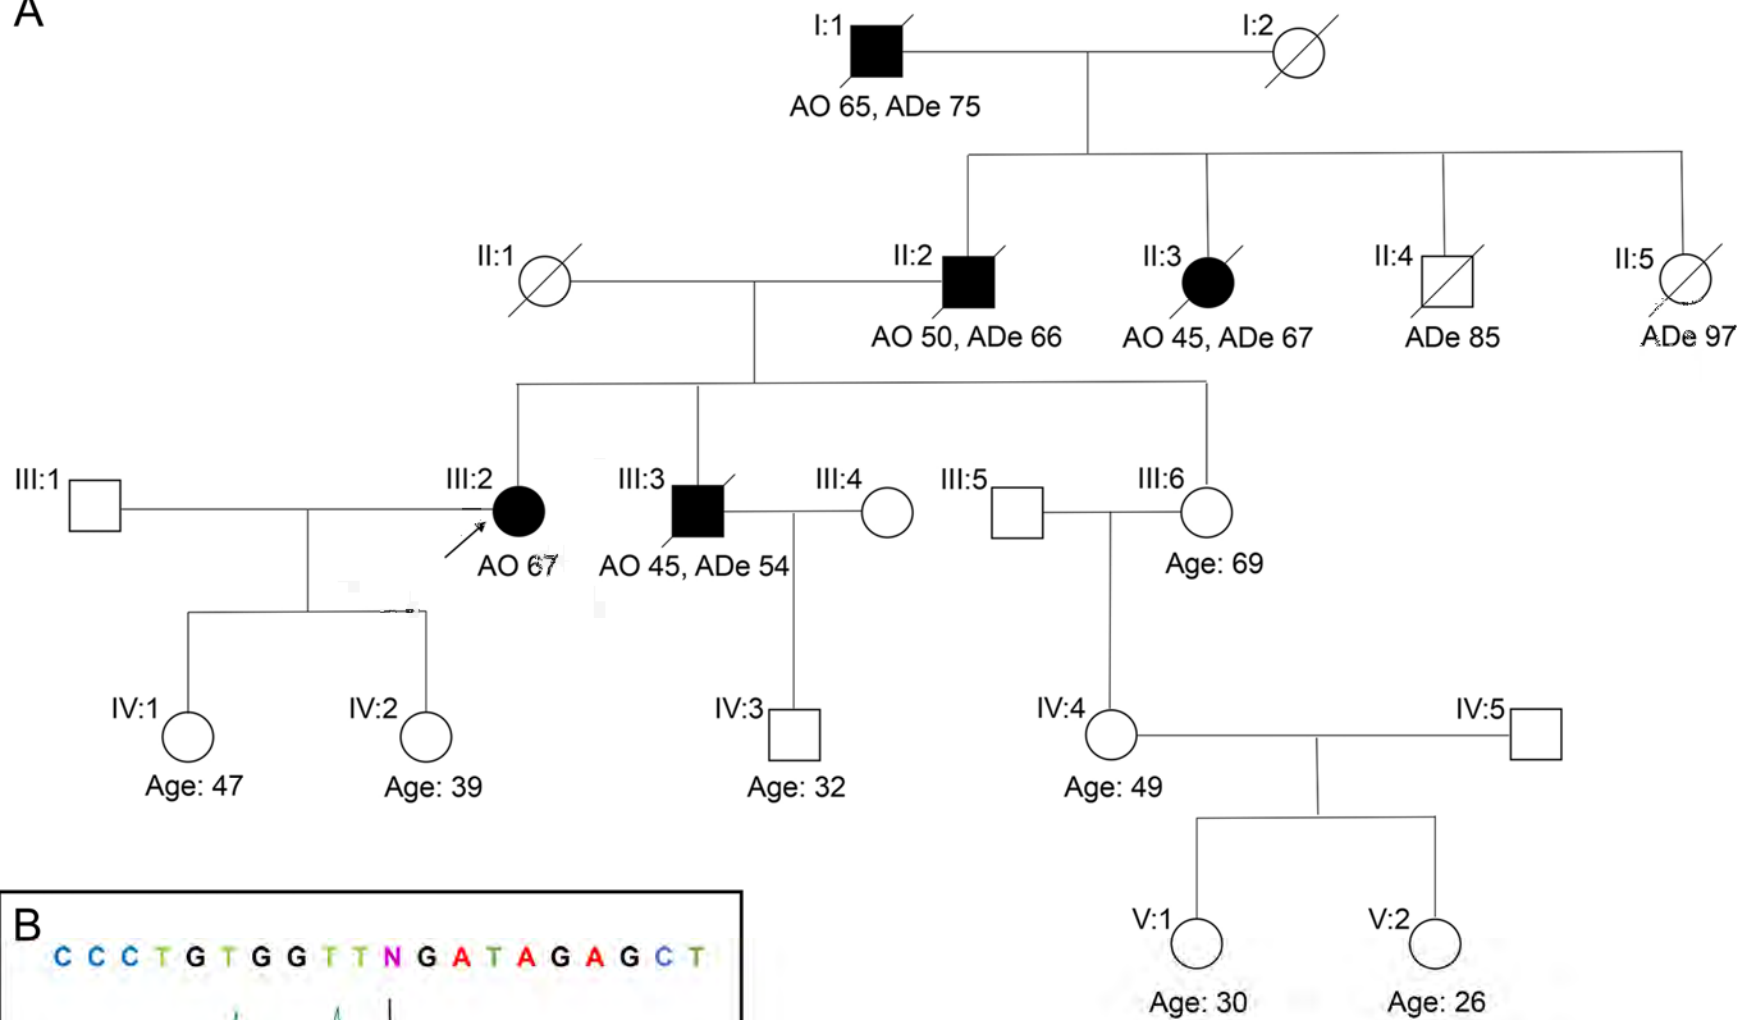 A
I:1
I:2
AO 65, ADe 75
II:1
II:2
II:3
II:4
II:5
AO 50, ADe 66
AO 45, ADe 67
ADe 85
ADe 97
III:1
III:2
III:3
III:4
III:5
III:6
AO 67
AO 45, ADe 54
Age: 69
IV:1
IV:2
IV:3
IV:4
IV:5
Age: 47
Age: 39
Age: 32
Age: 49
V:1
V:2
Age: 30
Age: 26
B
C C C T G T G G T T N G A T A G A G C T